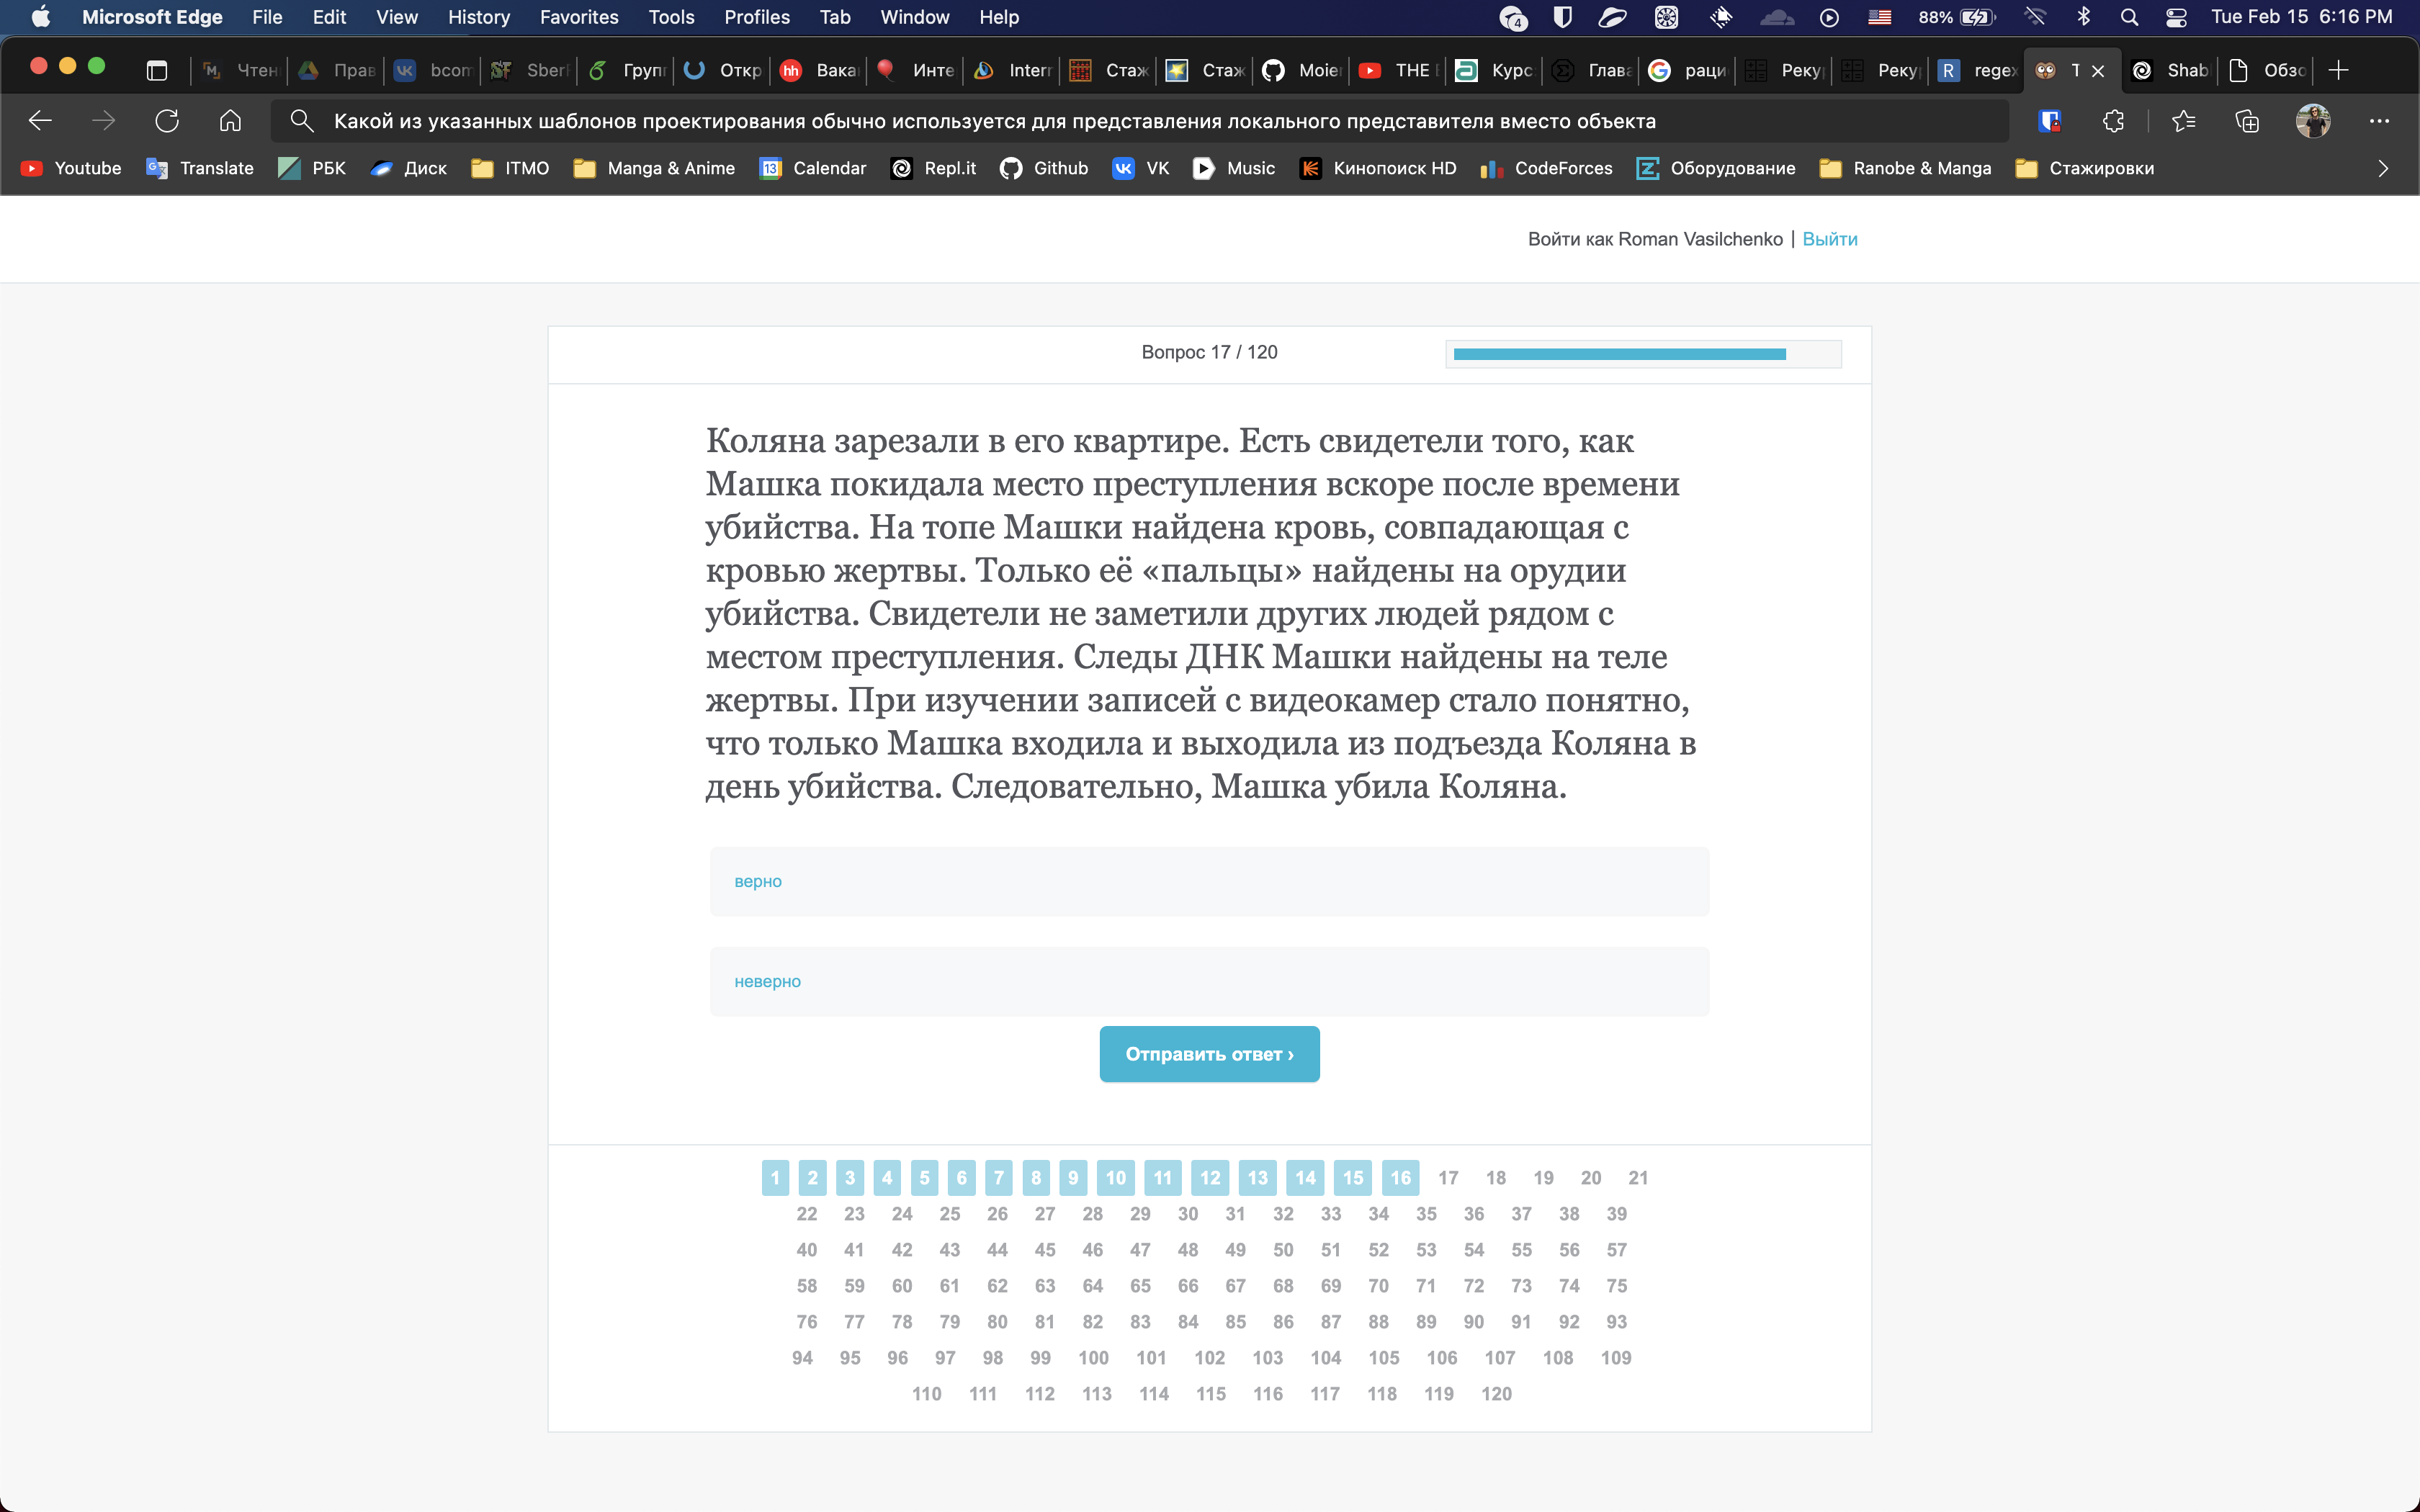 Microsoft Edge File Edit View History Favorites Tools Profiles Tab Window Help 4 88% Tue Feb 15 6:16 PM
Прав bcom Откр hh Инте Стаж Стаж THE Курс regex T Shab Обзо
Какой из указанных шаблонов проектирования обычно используется для представления локального представителя вместо объекта
Youtube Translate РБК Диск ITMO Manga & Anime 13 Calendar Repl.it Github VK Music Кинопоиск HD CodeForces Оборудование Ranobe & Manga Стажировки
Войти как Roman Vasilchenko | Выйти
Вопрос 17 / 120
Коляна зарезали в его квартире. Есть свидетели того, как
Машка покидала место преступления вскоре после времени
убийства. На топе Машки найдена кровь, совпадающая с
кровью жертвы. Только её «пальцы» найдены на орудии
убийства. Свидетели не заметили других людей рядом с
местом преступления. Следы ДНК Машки найдены на теле
жертвы. При изучении записей с видеокамер стало понятно,
что только Машка входила и выходила из подъезда Коляна в
день убийства. Следовательно, Машка убила Коляна.
верно
неверно
Отправить ответ ›
1 2 3 4 5 6 7 8 9 10 11 12 13 14 15 16 17 18 19 20 21
22 23 24 25 26 27 28 29 30 31 32 33 34 35 36 37 38 39
40 41 42 43 44 45 46 47 48 49 50 51 52 53 54 55 56 57
58 59 60 61 62 63 64 65 66 67 68 69 70 71 72 73 74 75
76 77 78 79 80 81 82 83 84 85 86 87 88 89 90 91 92 93
94 95 96 97 98 99 100 101 102 103 104 105 106 107 108 109
110 111 112 113 114 115 116 117 118 119 120